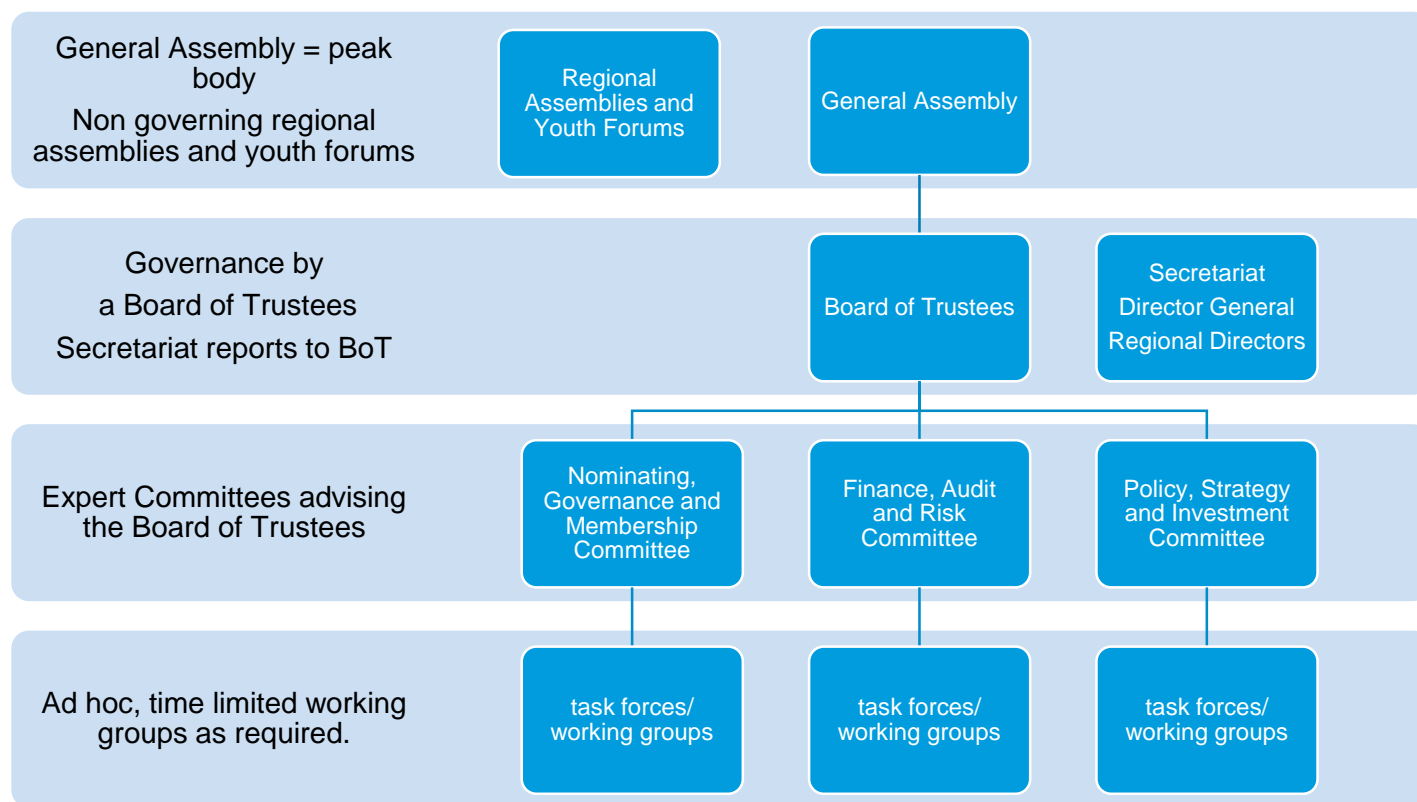 General Assembly = peak
body
Non governing regional
assemblies and youth forums
Regional
Assemblies and
Youth Forums
General Assembly
Governance by
a Board of Trustees
Secretariat reports to BoT
Board of Trustees
Secretariat
Director General
Regional Directors
Expert Committees advising
the Board of Trustees
Nominating,
Governance and
Membership
Committee
Finance, Audit
and Risk
Committee
Policy, Strategy
and Investment
Committee
Ad hoc, time limited working
groups as required.
task forces/
working groups
task forces/
working groups
task forces/
working groups